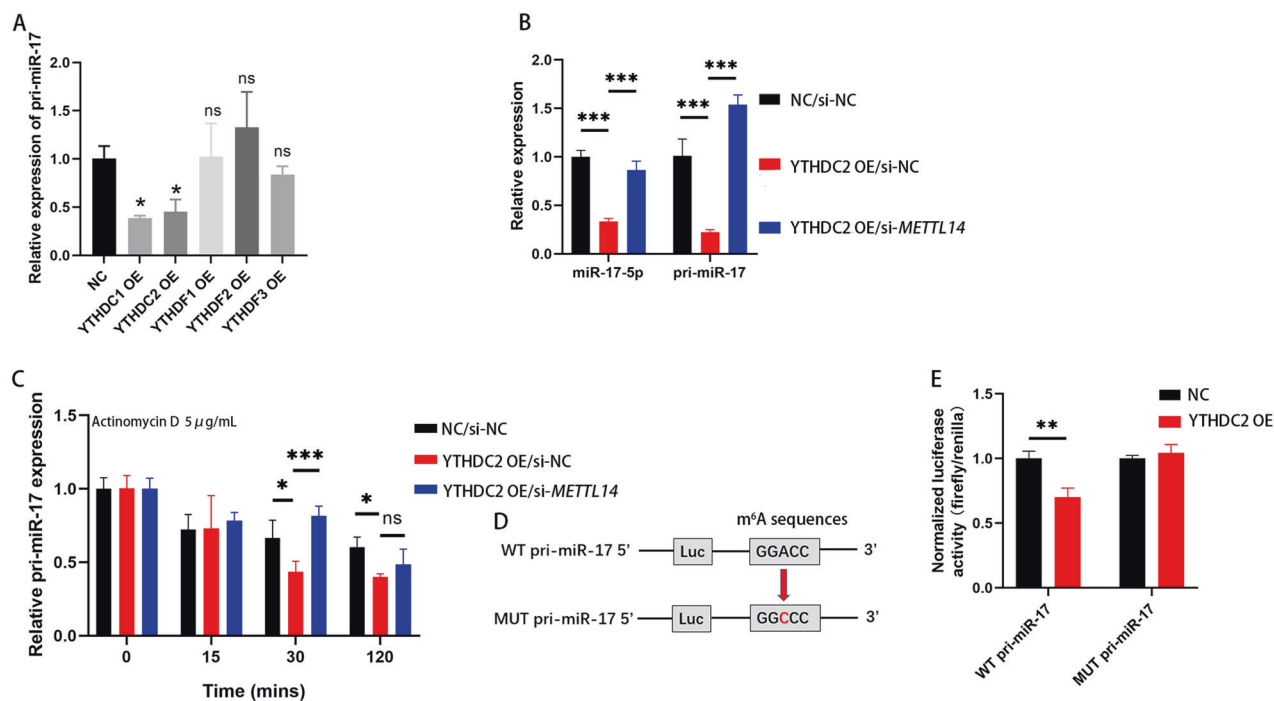 A
Relative expression of pri-miR-17
2.0
1.5
1.0
0.5
0.0
*
*
ns
ns
ns
NC
YTHDC1 OE
YTHDC2 OE
YTHDF1 OE
YTHDF2 OE
YTHDF3 OE
B
Relative expression
2.0
1.5
1.0
0.5
0.0
***
***
***
***
miR-17-5p
pri-miR-17
NC/si-NC
YTHDC2 OE/si-NC
YTHDC2 OE/si-METTL14
C
Relative pri-miR-17 expression
1.5
1.0
0.5
0.0
Actinomycin D 5 μg/mL
*
***
*
ns
0
15
30
120
Time (mins)
NC/si-NC
YTHDC2 OE/si-NC
YTHDC2 OE/si-METTL14
D
m⁶A sequences
WT pri-miR-17 5’ Luc GGACC 3’
MUT pri-miR-17 5’ Luc GGCCC 3’
E
Normalized luciferase
activity (firefly/renilla)
1.5
1.0
0.5
0.0
**
WT pri-miR-17
MUT pri-miR-17
NC
YTHDC2 OE